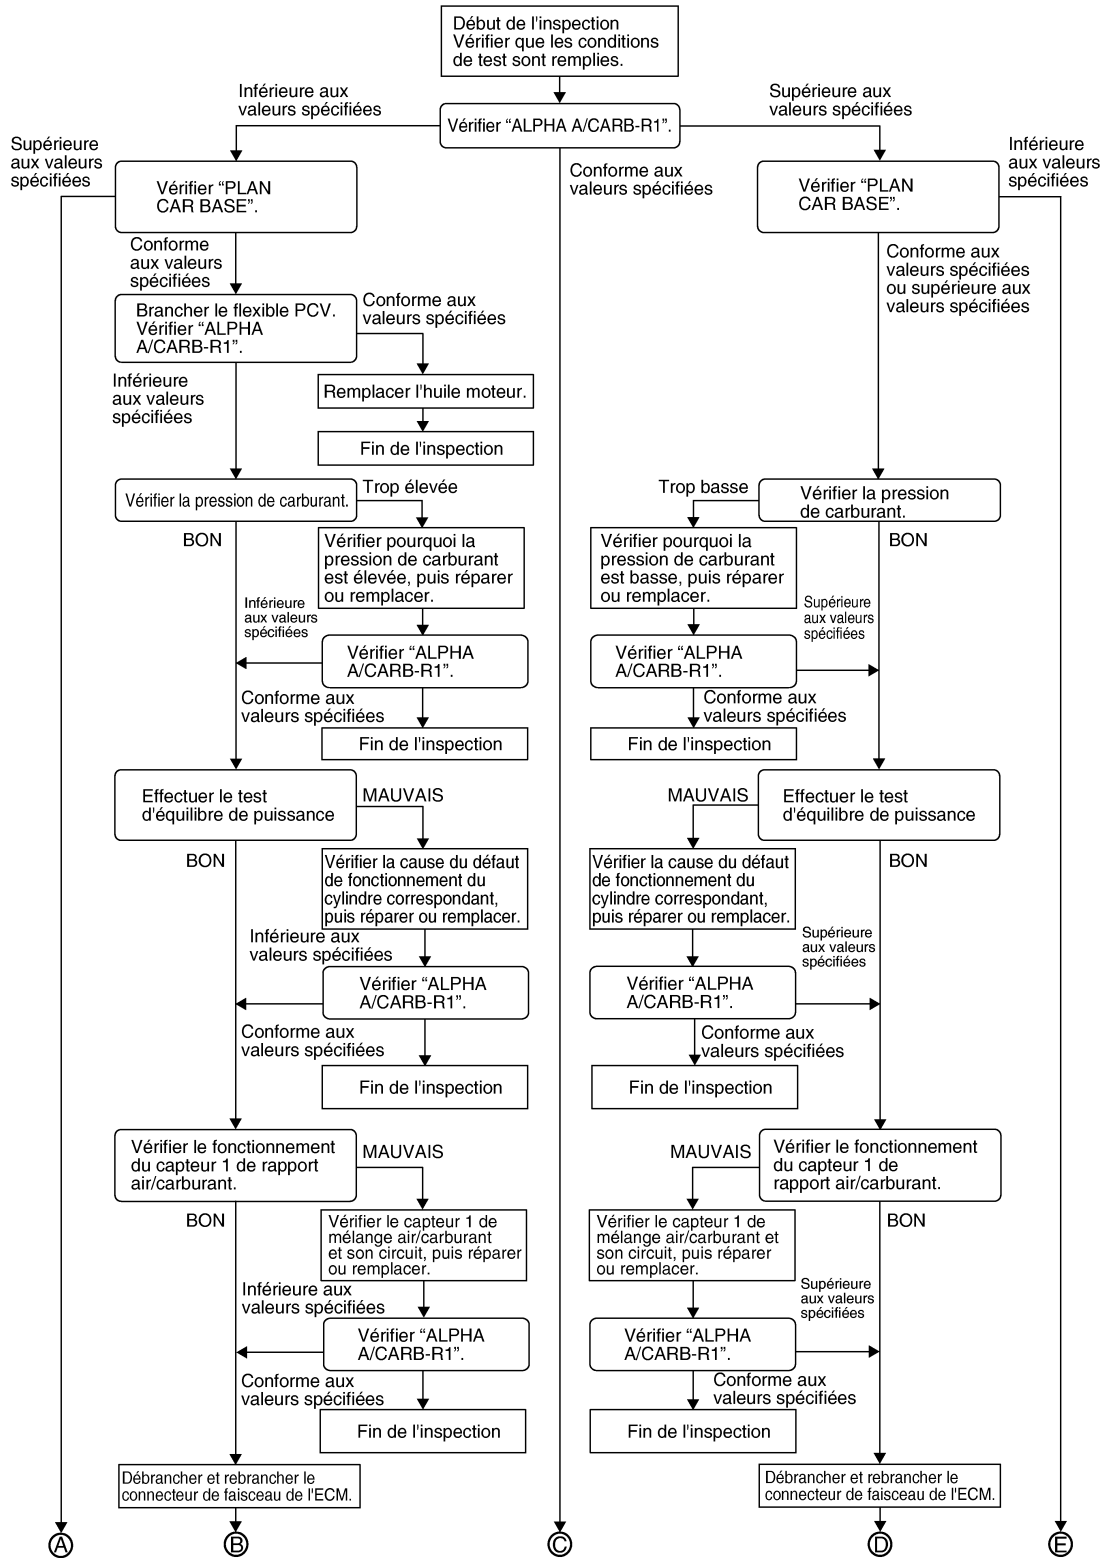 Début de l'inspection
Vérifier que les conditions
de test sont remplies.
Inférieure aux
valeurs spécifiées
Supérieure aux
valeurs spécifiées
Vérifier “ALPHA A/CARB-R1”.
Supérieure
aux valeurs
spécifiées
Conforme aux
valeurs spécifiées
Inférieure
aux valeurs
spécifiées
Vérifier “PLAN
CAR BASE”.
Vérifier “PLAN
CAR BASE”.
Conforme
aux valeurs
spécifiées
Conforme aux
valeurs spécifiées
ou supérieure aux
valeurs spécifiées
Brancher le flexible PCV.
Vérifier “ALPHA
A/CARB-R1”.
Conforme aux
valeurs spécifiées
Inférieure
aux valeurs
spécifiées
Remplacer l'huile moteur.
Fin de l'inspection
Vérifier la pression de carburant.
Trop élevée
Trop basse
Vérifier la pression
de carburant.
BON
Vérifier pourquoi la
pression de carburant
est élevée, puis réparer
ou remplacer.
Vérifier pourquoi la
pression de carburant
est basse, puis réparer
ou remplacer.
BON
Inférieure
aux valeurs
spécifiées
Supérieure
aux valeurs
spécifiées
Vérifier “ALPHA
A/CARB-R1”.
Vérifier “ALPHA
A/CARB-R1”.
Conforme aux
valeurs spécifiées
Conforme aux
valeurs spécifiées
Fin de l'inspection
Fin de l'inspection
Effectuer le test
d'équilibre de puissance
MAUVAIS
MAUVAIS
Effectuer le test
d'équilibre de puissance
BON
Vérifier la cause du défaut
de fonctionnement du
cylindre correspondant,
puis réparer ou remplacer.
Vérifier la cause du défaut
de fonctionnement du
cylindre correspondant,
puis réparer ou remplacer.
BON
Inférieure aux
valeurs spécifiées
Supérieure
aux valeurs
spécifiées
Vérifier “ALPHA
A/CARB-R1”.
Vérifier “ALPHA
A/CARB-R1”.
Conforme aux
valeurs spécifiées
Conforme aux
valeurs spécifiées
Fin de l'inspection
Fin de l'inspection
Vérifier le fonctionnement
du capteur 1 de rapport
air/carburant.
MAUVAIS
MAUVAIS
Vérifier le fonctionnement
du capteur 1 de
rapport air/carburant.
BON
Vérifier le capteur 1 de
mélange air/carburant
et son circuit, puis réparer
ou remplacer.
Vérifier le capteur 1 de
mélange air/carburant et
son circuit, puis réparer
ou remplacer.
BON
Inférieure aux
valeurs spécifiées
Supérieure
aux valeurs
spécifiées
Vérifier “ALPHA
A/CARB-R1”.
Vérifier “ALPHA
A/CARB-R1”.
Conforme aux
valeurs spécifiées
Conforme aux
valeurs spécifiées
Fin de l'inspection
Fin de l'inspection
Débrancher et rebrancher le
connecteur de faisceau de l'ECM.
Débrancher et rebrancher le
connecteur de faisceau de l'ECM.
A
B
C
D
E